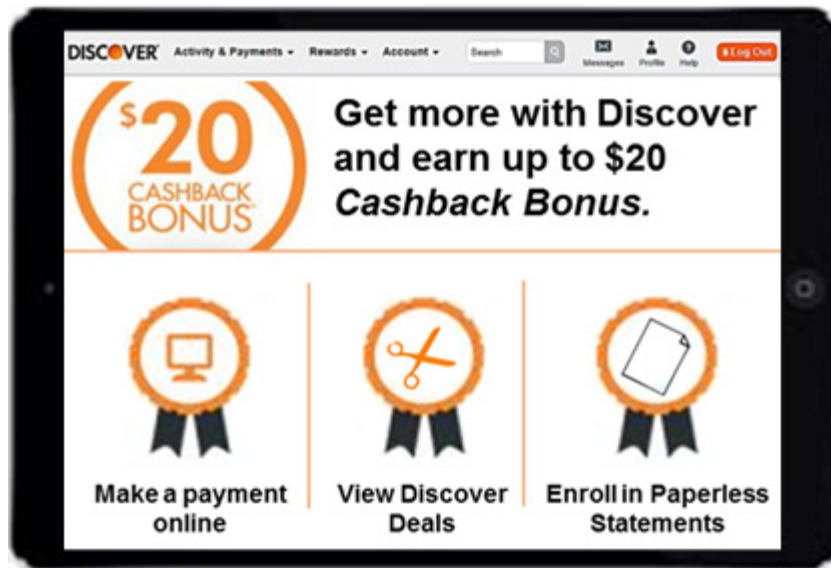 DISCOVER Activity & Payments Rewards Account Search Messages Profile Help Log Out
$20
CASHBACK
BONUS
Get more with Discover
and earn up to $20
Cashback Bonus.
Make a payment
online
View Discover
Deals
Enroll in Paperless
Statements